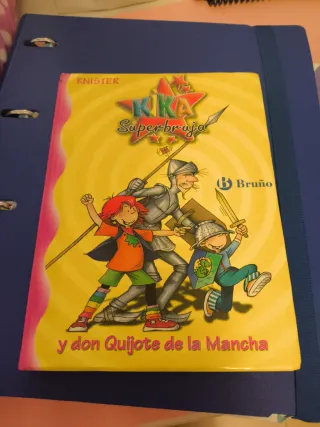 KNISTER
KIKA
Superbruja
Bruño
y don Quijote de la Mancha